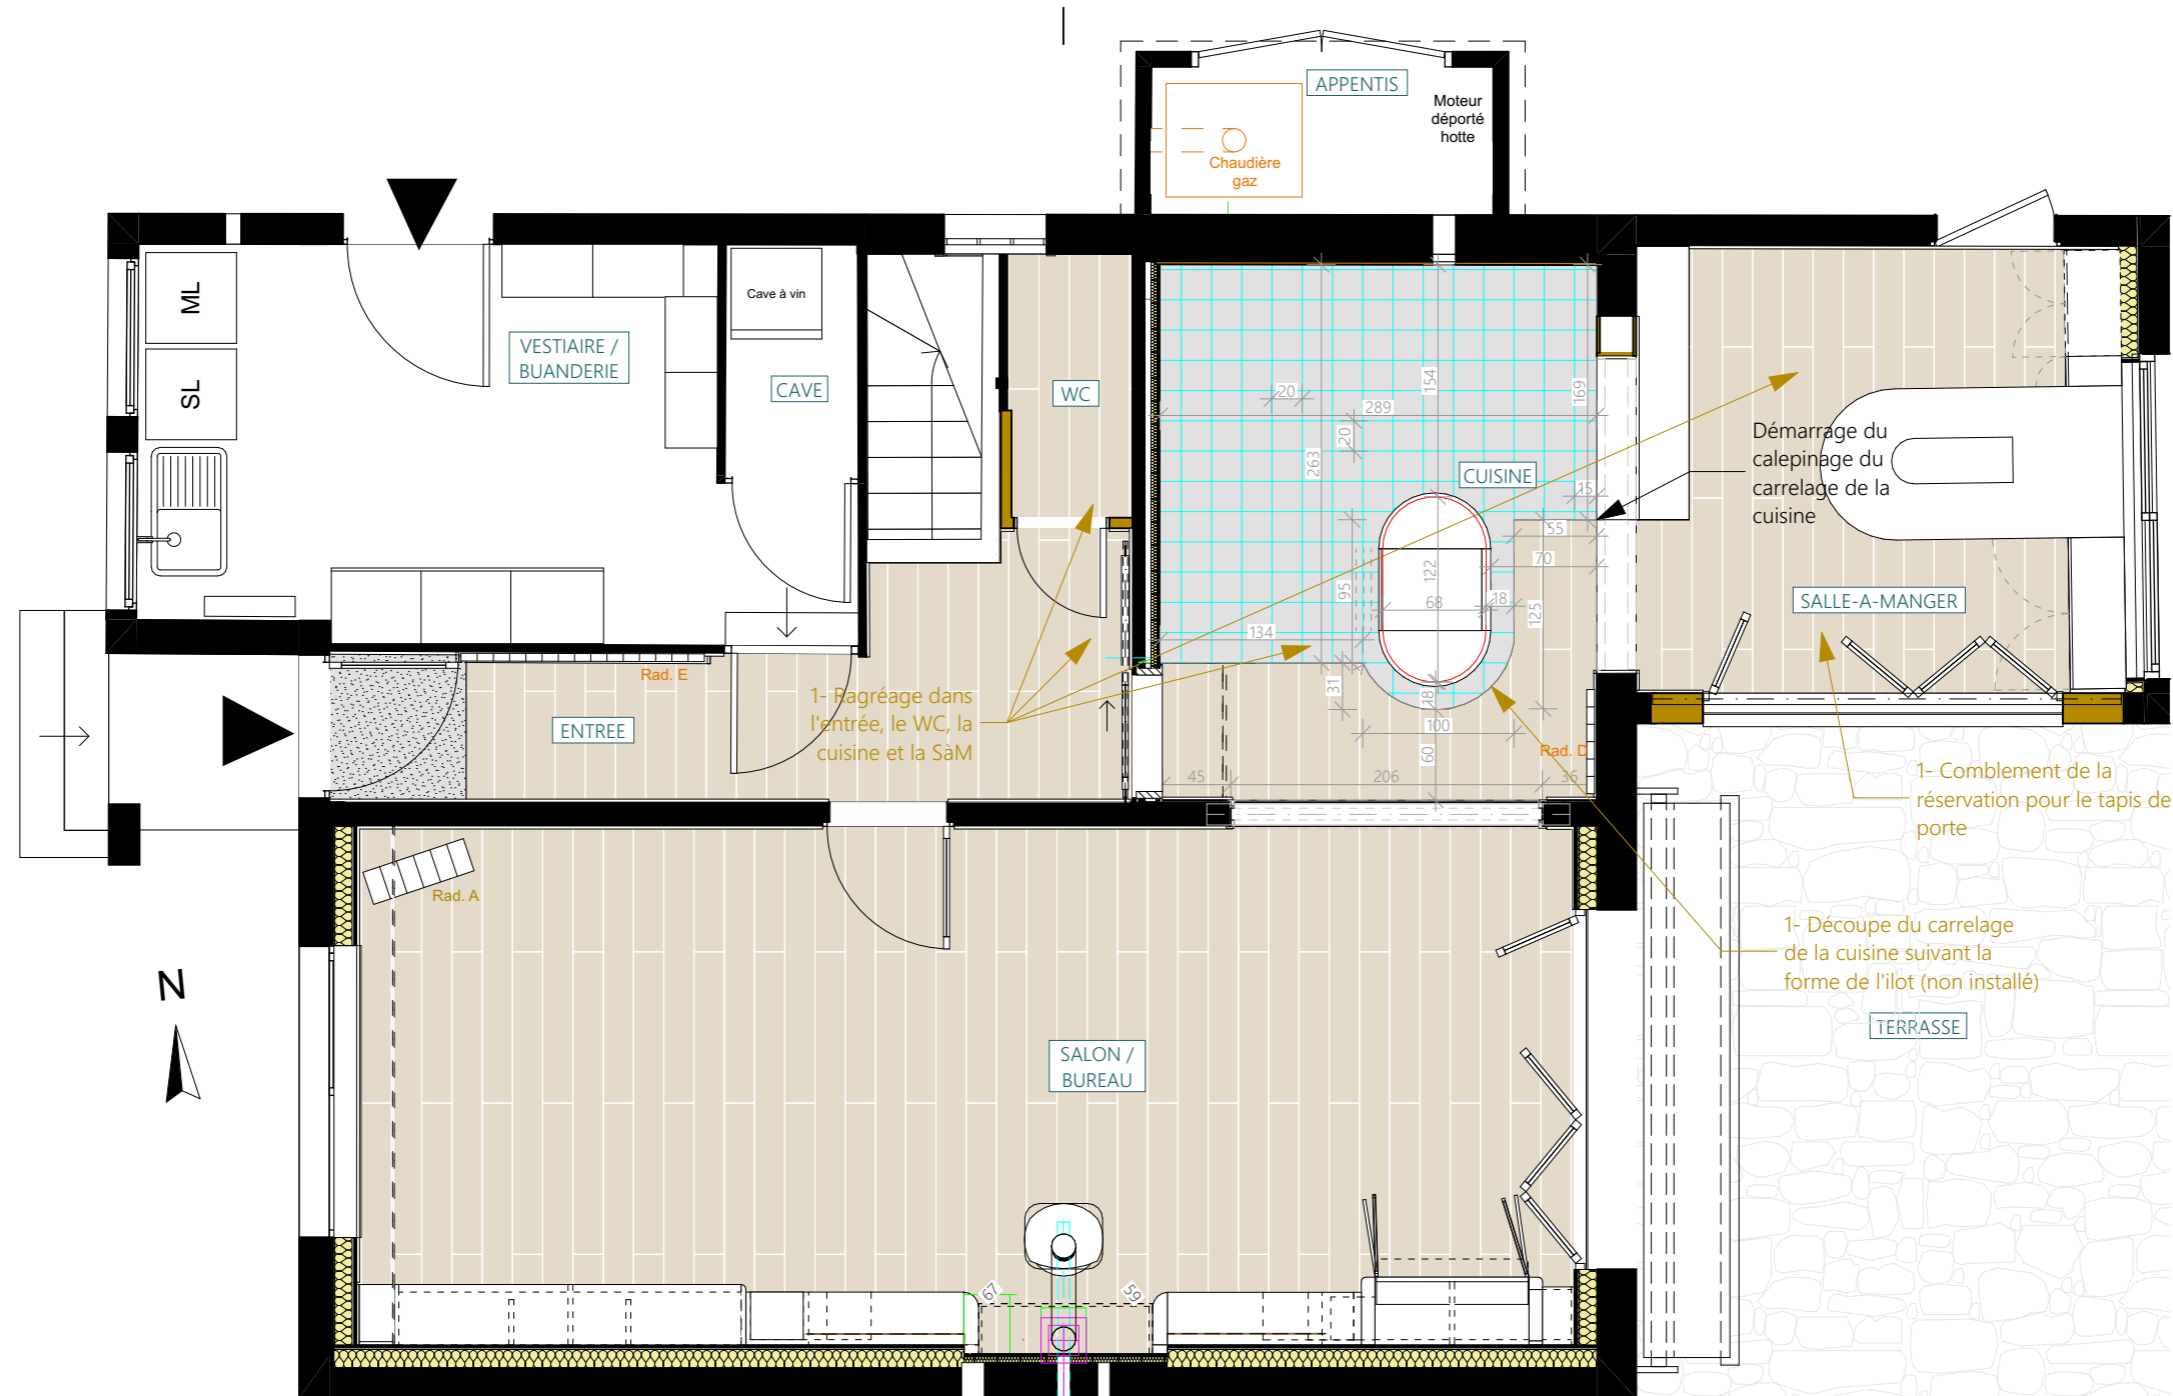 APPENTIS
Moteur
déporté
hotte
Chaudière
gaz
ML
SL
VESTIAIRE /
BUANDERIE
Cave à vin
CAVE
WC
154
169
20
289
20
263
CUISINE
15
55
70
122
95
68
18
125
134
31
18
100
60
45
206
36
Rad. D
Démarrage du
calepinage du
carrelage de la
cuisine
SALLE-A-MANGER
Rad. E
ENTREE
1- Ragréage dans
l'entrée, le WC, la
cuisine et la SàM
1- Comblement de la
réservation pour le tapis de
porte
Rad. A
1- Découpe du carrelage
de la cuisine suivant la
forme de l'ilot (non installé)
N
TERRASSE
SALON /
BUREAU
67
59